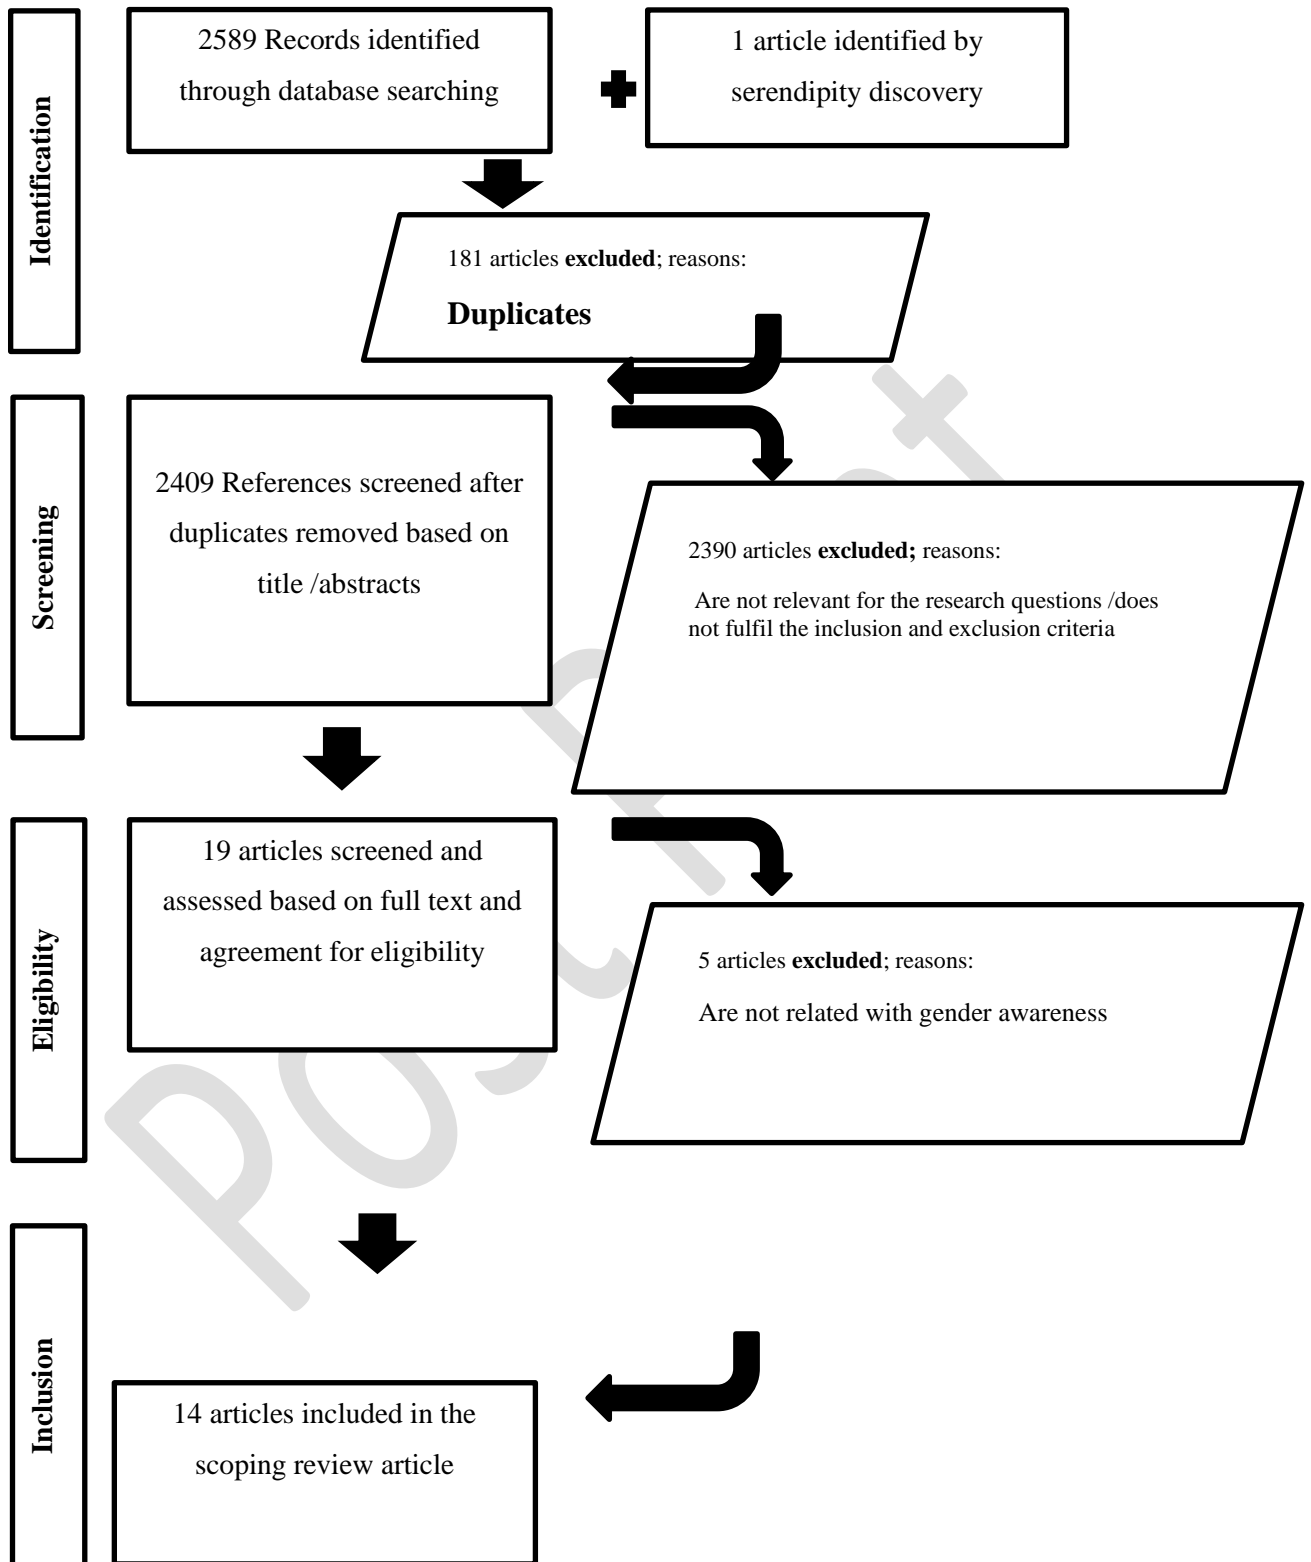 Identification
2589 Records identified
through database searching
1 article identified by
serendipity discovery
181 articles excluded; reasons:
Duplicates
Screening
2409 References screened after
duplicates removed based on
title /abstracts
2390 articles excluded; reasons:
Are not relevant for the research questions /does
not fulfil the inclusion and exclusion criteria
Eligibility
19 articles screened and
assessed based on full text and
agreement for eligibility
5 articles excluded; reasons:
Are not related with gender awareness
Inclusion
14 articles included in the
scoping review article
Post Print